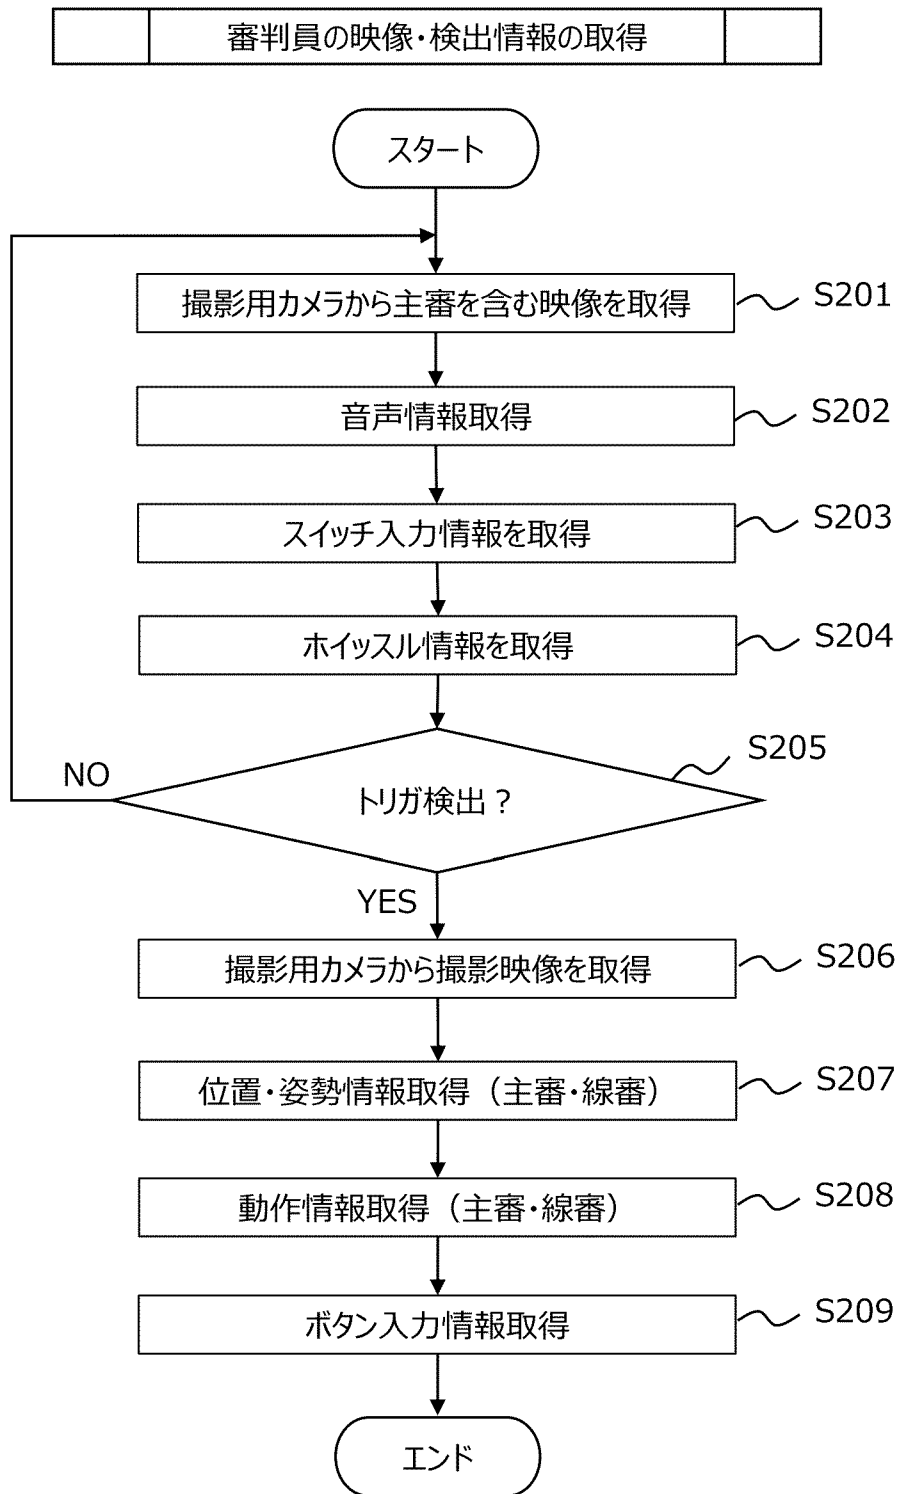 審判員の映像・検出情報の取得
スタート
撮影用カメラから主審を含む映像を取得
S201
音声情報取得
S202
スイッチ入力情報を取得
S203
ホイッスル情報を取得
S204
S205
NO
トリガ検出？
YES
撮影用カメラから撮影映像を取得
S206
位置・姿勢情報取得（主審・線審）
S207
動作情報取得（主審・線審）
S208
ボタン入力情報取得
S209
エンド